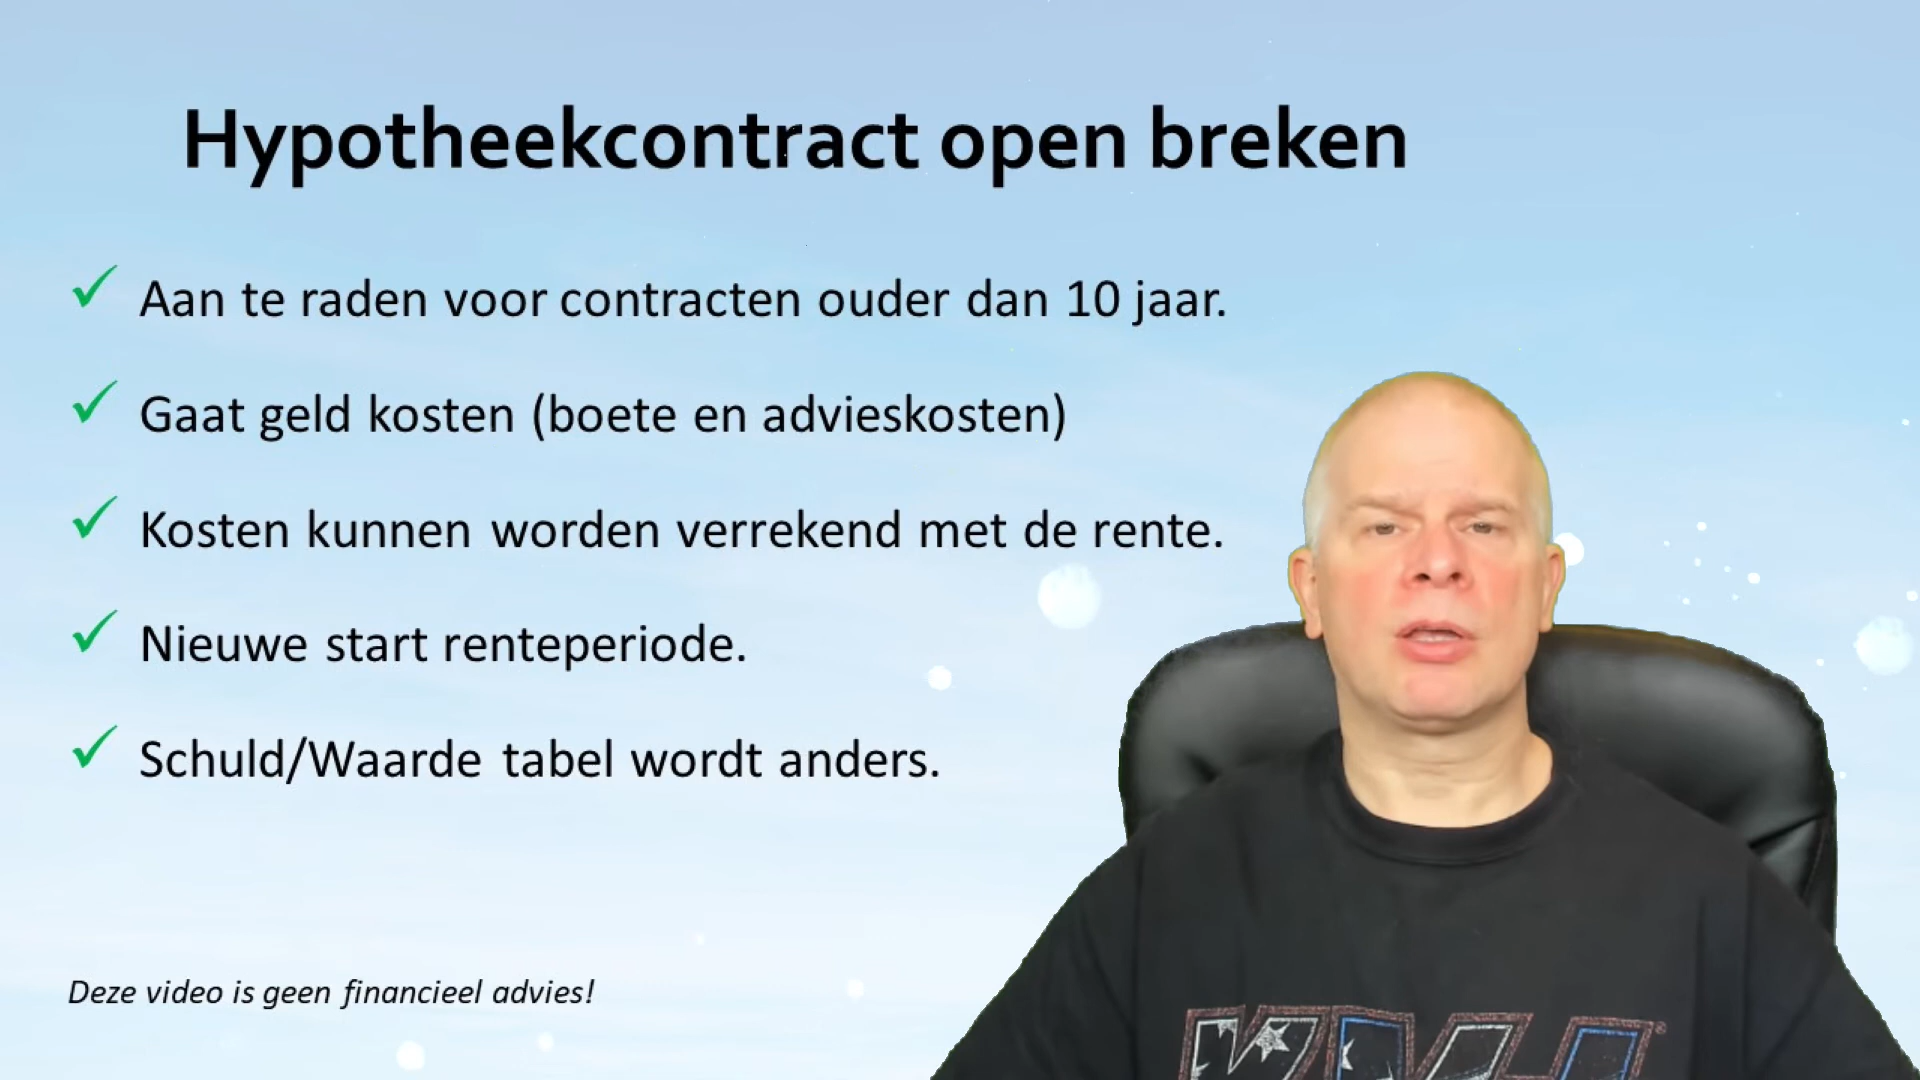 Hypotheekcontract open breken
Aan te raden voor contracten ouder dan 10 jaar.
Gaat geld kosten (boete en advieskosten)
Kosten kunnen worden verrekend met de rente.
Nieuwe start renteperiode.
Schuld/Waarde tabel wordt anders.
Deze video is geen financieel advies!